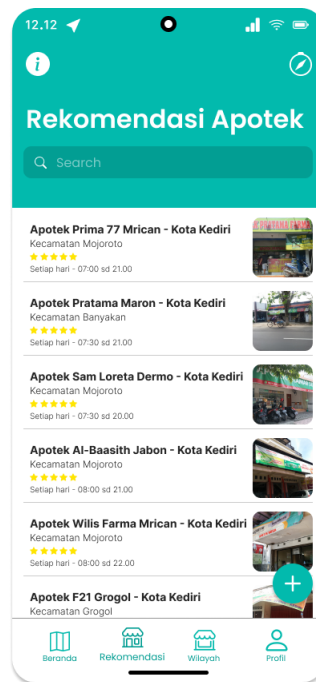 12.12
Rekomendasi Apotek
Search
Apotek Prima 77 Mrican - Kota Kediri
Kecamatan Mojoroto
Setiap hari - 07:00 sd 21.00
Apotek Pratama Maron - Kota Kediri
Kecamatan Banyakan
Setiap hari - 07:30 sd 21.00
Apotek Sam Loreta Dermo - Kota Kediri
Kecamatan Mojoroto
Setiap hari - 07:30 sd 20.00
Apotek Al-Baasith Jabon - Kota Kediri
Kecamatan Mojoroto
Setiap hari - 08:00 sd 21.00
Apotek Wilis Farma Mrican - Kota Kediri
Kecamatan Mojoroto
Setiap hari - 08:00 sd 22.00
Apotek F21 Grogol - Kota Kediri
Kecamatan Grogol
Beranda
Rekomendasi
Wilayah
Profil